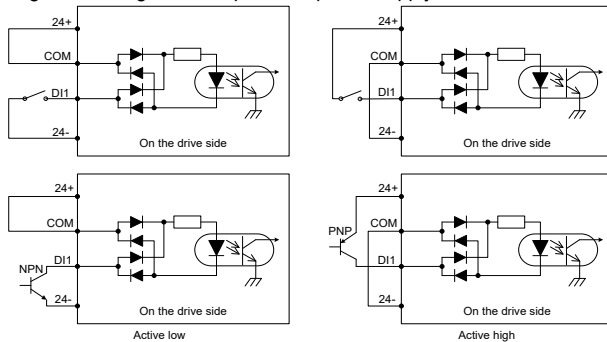 24+
COM
DI1
24-
On the drive side
24+
COM
DI1
24-
On the drive side
24+
COM
NPN
DI1
24-
On the drive side
Active low
24+
PNP
COM
DI1
24-
On the drive side
Active high